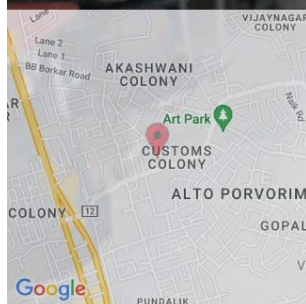 Lane
VIJAYNAGAR
COLONY
Lane 2
Lane 1
BB Borkar Road
AKASHWANI
COLONY
Naik Rd
Art Park
CUSTOMS
COLONY
ALTO PORVORIM
COLONY
12
GOPAL
Google
PUNDALIK